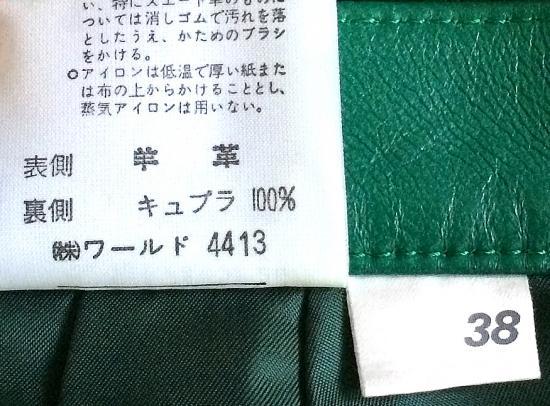 い、特にスエード革のものに
ついては消しゴムで汚れを落
としたうえ、かためのブラシ
をかける。
○アイロンは低温で厚い紙また
は布の上からかけることとし、
蒸気アイロンは用いない。
表側 羊 革
裏側 キュプラ 100%
㈱ワールド 4413
38